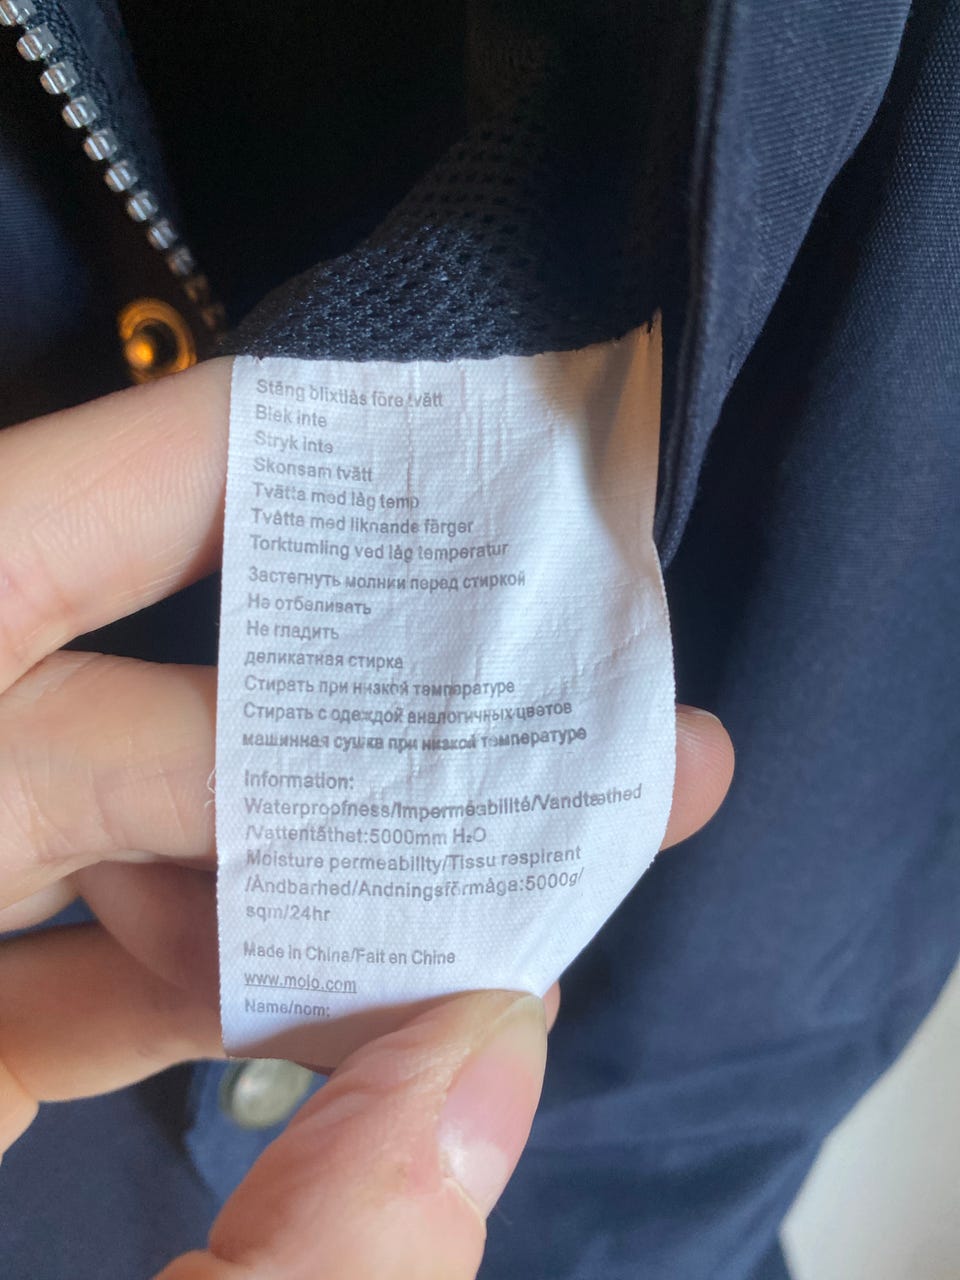 Stäng blixtlås före tvätt
Blek inte
Stryk inte
Skonsam tvätt
Tvätta med låg temp
Tvätta med liknande färger
Torktumling ved låg temperatur
Застегнуть молнии перед стиркой
Не отбеливать
Не гладить
деликатная стирка
Стирать при низкой температуре
Стирать с одеждой аналогичных цветов
машинная сушка при низкой температуре
Information:
Waterproofness/Imperméabilité/Vandtæthed
/Vattentäthet:5000mm H₂O
Moisture permeability/Tissu respirant
/Åndbarhed/Andningsförmåga:5000g/
sqm/24hr
Made in China/Fait en Chine
www.molo.com
Name/nom: